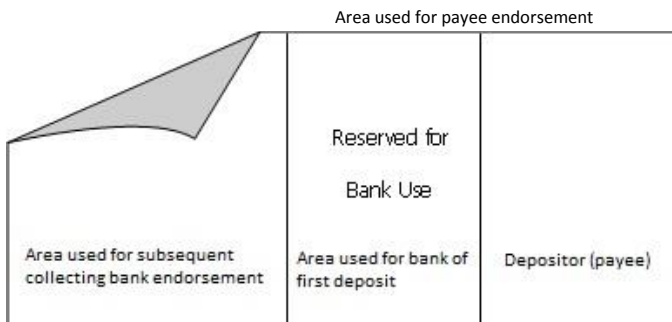 Area used for payee endorsement
Reserved for
Bank Use
Area used for subsequent
collecting bank endorsement
Area used for bank of
first deposit
Depositor (payee)